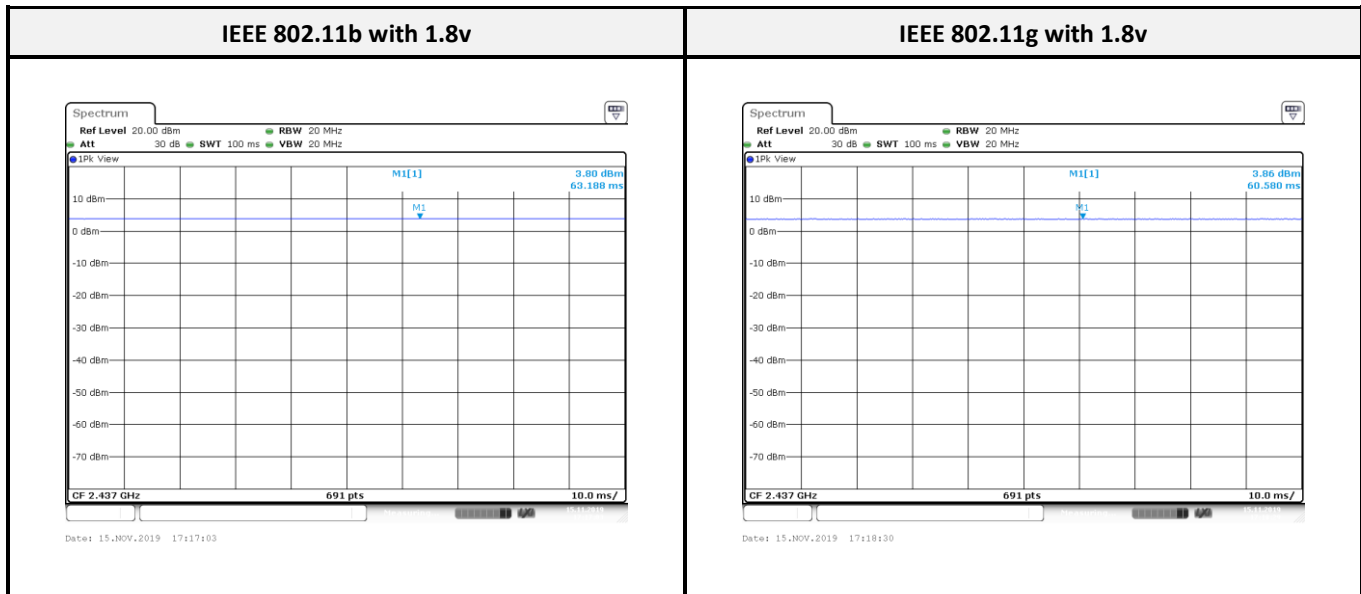 IEEE 802.11b with 1.8v
Spectrum
Ref Level 20.00 dBm RBW 20 MHz
Att 30 dB SWT 100 ms VBW 20 MHz
1Pk View
M1[1] 3.80 dBm
63.188 ms
10 dBm
M1
0 dBm
-10 dBm
-20 dBm
-30 dBm
-40 dBm
-50 dBm
-60 dBm
-70 dBm
CF 2.437 GHz 691 pts 10.0 ms/
Date: 15.NOV.2019 17:17:03
IEEE 802.11g with 1.8v
Spectrum
Ref Level 20.00 dBm RBW 20 MHz
Att 30 dB SWT 100 ms VBW 20 MHz
1Pk View
M1[1] 3.86 dBm
60.580 ms
10 dBm
M1
0 dBm
-10 dBm
-20 dBm
-30 dBm
-40 dBm
-50 dBm
-60 dBm
-70 dBm
CF 2.437 GHz 691 pts 10.0 ms/
Date: 15.NOV.2019 17:18:30